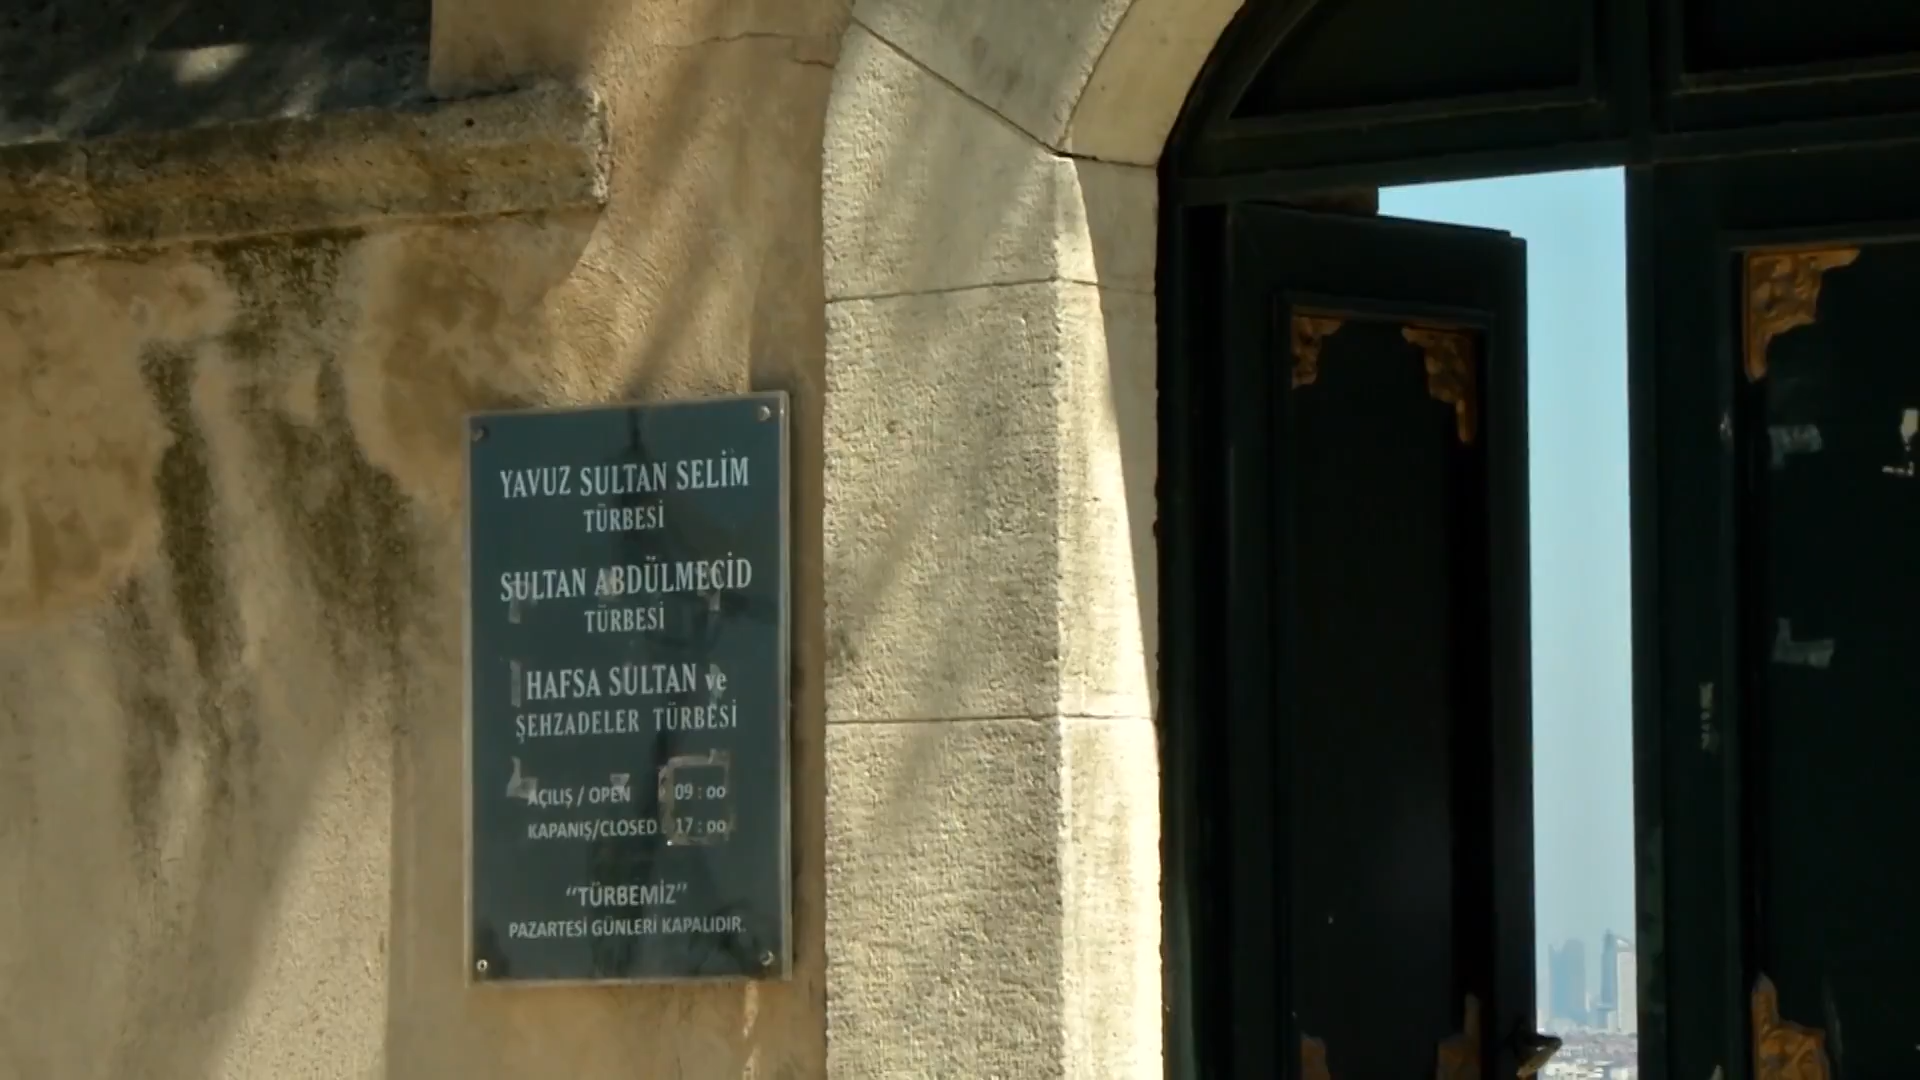 YAVUZ SULTAN SELİM
TÜRBESİ
SULTAN ABDÜLMECİD
TÜRBESİ
HAFSA SULTAN ve
ŞEHZADELER TÜRBESİ
AÇILIŞ / OPEN 09 : oo
KAPANIŞ/CLOSED 17 : oo
“TÜRBEMİZ”
PAZARTESİ GÜNLERİ KAPALIDIR.